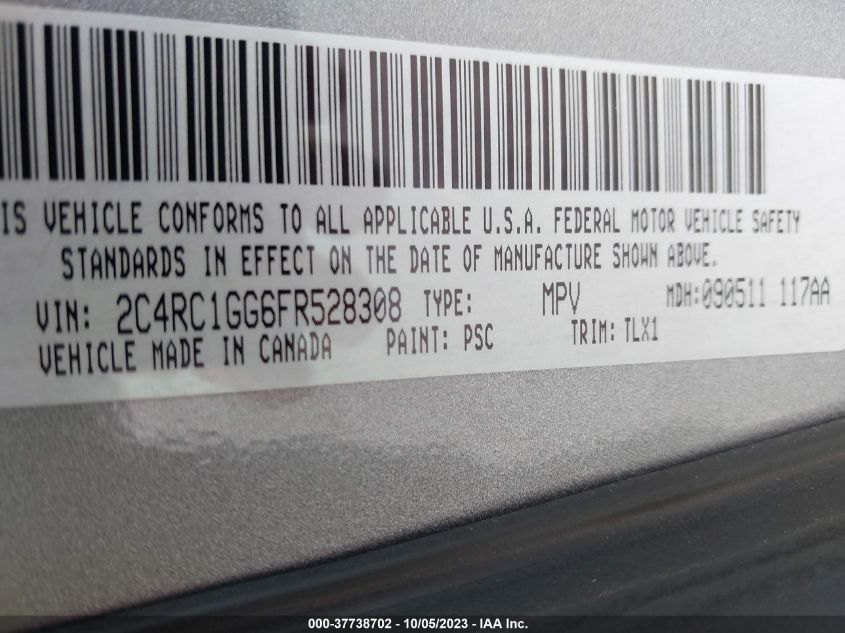 IS VEHICLE CONFORMS TO ALL APPLICABLE U.S.A. FEDERAL MOTOR VEHICLE SAFETY
STANDARDS IN EFFECT ON THE DATE OF MANUFACTURE SHOWN ABOVE.
VIN: 2C4RC1GG6FR528308 TYPE: MPV MDH:090511 117AA
VEHICLE MADE IN CANADA PAINT: PSC TRIM: TLX1
000-37738702 - 10/05/2023 - IAA Inc.